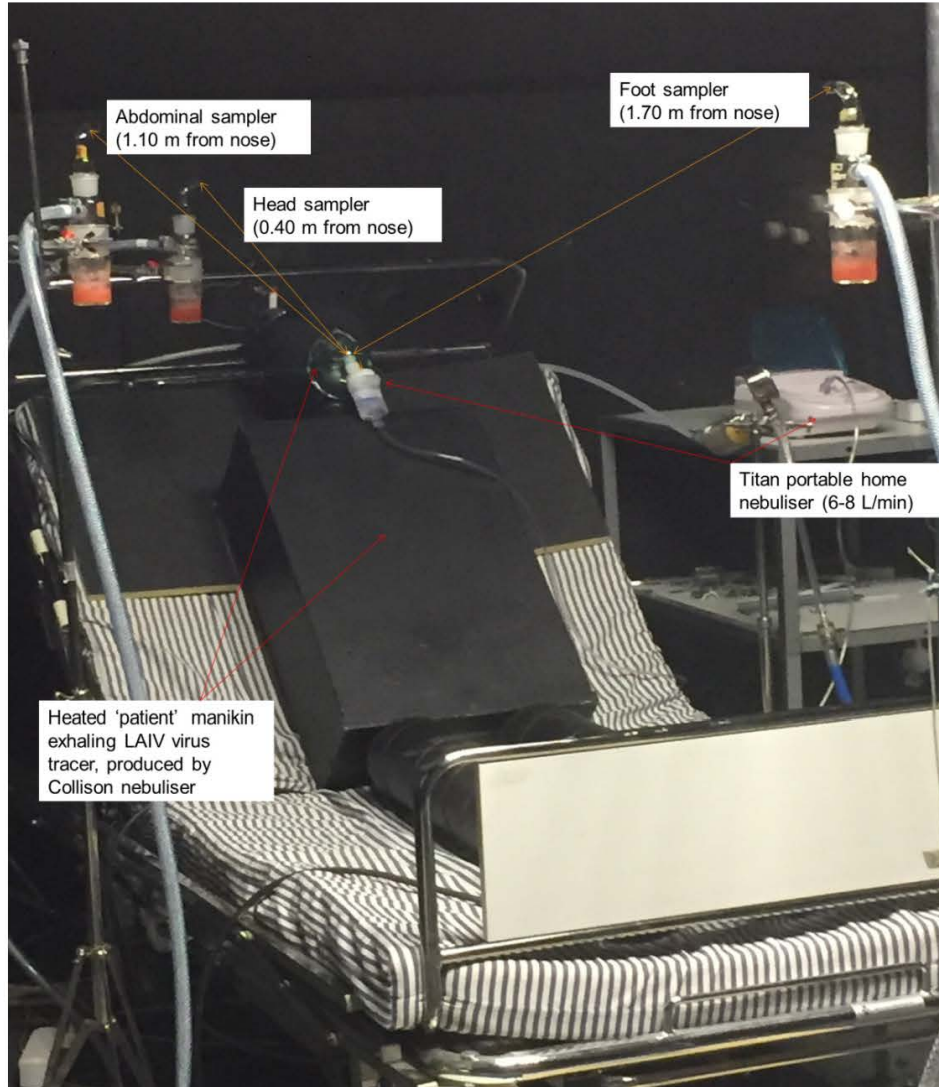 Abdominal sampler
(1.10 m from nose)
Foot sampler
(1.70 m from nose)
Head sampler
(0.40 m from nose)
Titan portable home
nebuliser (6-8 L/min)
Heated ‘patient’ manikin
exhaling LAIV virus
tracer, produced by
Collison nebuliser